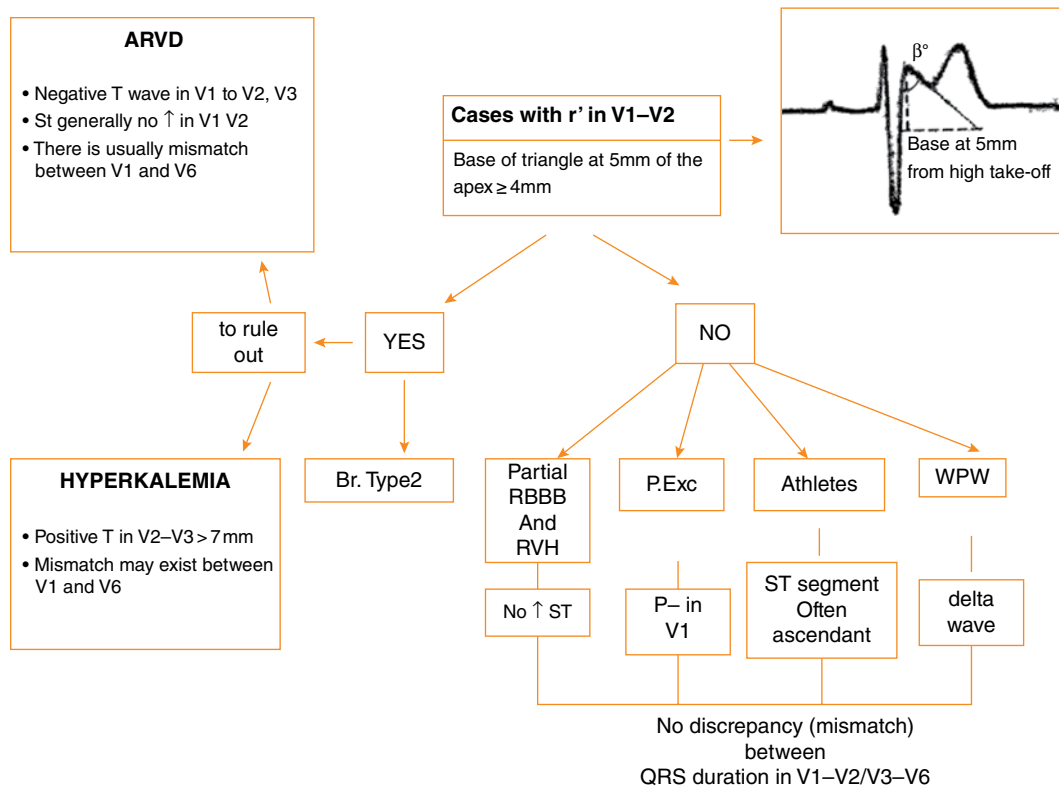 ARVD
• Negative T wave in V1 to V2, V3
• St generally no ↑ in V1 V2
• There is usually mismatch
between V1 and V6
Cases with r’ in V1–V2
Base of triangle at 5mm of the
apex ≥ 4mm
β°
Base at 5mm
from high take-off
to rule
out
YES
NO
HYPERKALEMIA
• Positive T in V2–V3 > 7mm
• Mismatch may exist between
V1 and V6
Br. Type2
Partial
RBBB
And
RVH
P.Exc
Athletes
WPW
No ↑ ST
P– in
V1
ST segment
Often
ascendant
delta
wave
No discrepancy (mismatch)
between
QRS duration in V1–V2/V3–V6